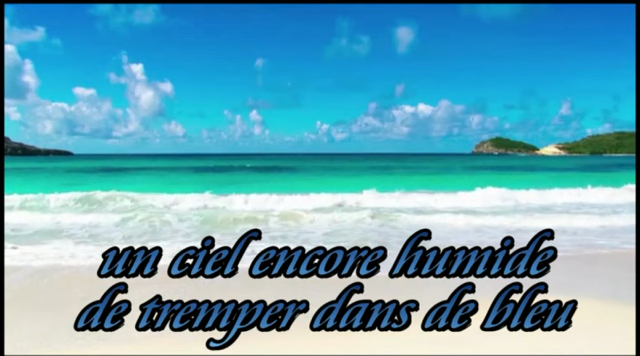 un ciel encore humide
de tremper dans de bleu